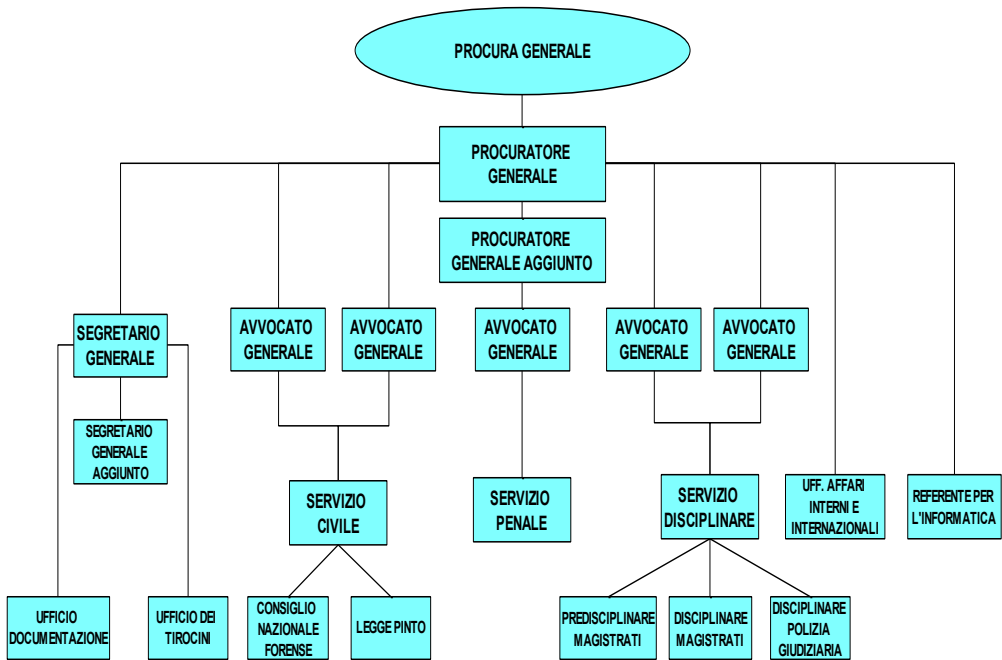 PROCURA GENERALE
PROCURATORE
GENERALE
PROCURATORE
GENERALE AGGIUNTO
SEGRETARIO
GENERALE
AVVOCATO
GENERALE
AVVOCATO
GENERALE
AVVOCATO
GENERALE
AVVOCATO
GENERALE
AVVOCATO
GENERALE
SEGRETARIO
GENERALE
AGGIUNTO
SERVIZIO
CIVILE
SERVIZIO
PENALE
SERVIZIO
DISCIPLINARE
UFF. AFFARI
INTERNI E
INTERNAZIONALI
REFERENTE PER
L'INFORMATICA
UFFICIO
DOCUMENTAZIONE
UFFICIO DEI
TIROCINI
CONSIGLIO
NAZIONALE
FORENSE
LEGGE PINTO
PREDISCIPLINARE
MAGISTRATI
DISCIPLINARE
MAGISTRATI
DISCIPLINARE
POLIZIA
GIUDIZIARIA